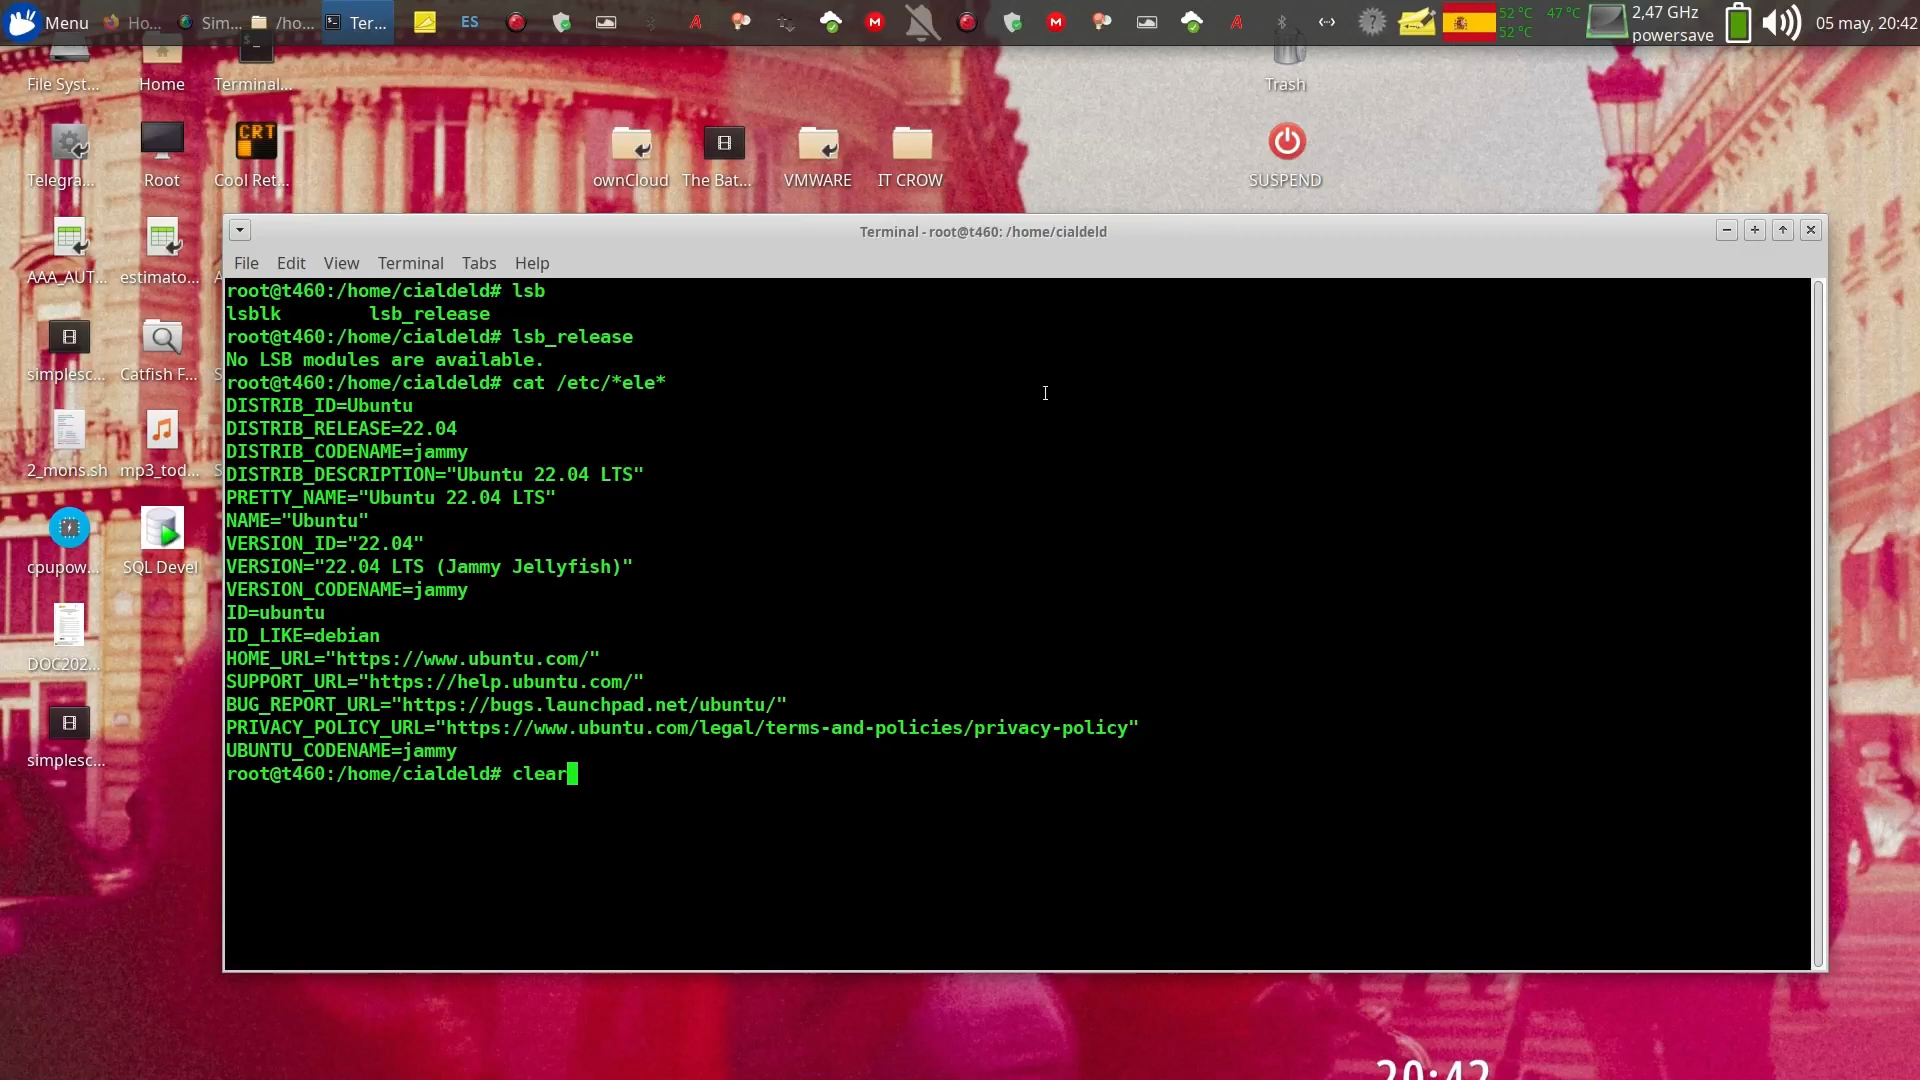 Menu
Ho...
Sim...
/ho...
Ter...
ES
52 °C
52 °C
47 °C
2,47 GHz
powersave
05 may, 20:42
File Syst...
Home
Terminal...
Trash
Telegra...
Root
CRT
Cool Ret...
ownCloud
The Bat...
VMWARE
IT CROW
SUSPEND
AAA_AUT...
estimato...
simplesc...
Catfish F...
2_mons.sh
mp3_tod...
cpupow...
SQL Devel
DOC202...
simplesc...
Terminal - root@t460: /home/cialdeld
File Edit View Terminal Tabs Help
root@t460:/home/cialdeld# lsb
lsblk        lsb_release
root@t460:/home/cialdeld# lsb_release
No LSB modules are available.
root@t460:/home/cialdeld# cat /etc/*ele*
DISTRIB_ID=Ubuntu
DISTRIB_RELEASE=22.04
DISTRIB_CODENAME=jammy
DISTRIB_DESCRIPTION="Ubuntu 22.04 LTS"
PRETTY_NAME="Ubuntu 22.04 LTS"
NAME="Ubuntu"
VERSION_ID="22.04"
VERSION="22.04 LTS (Jammy Jellyfish)"
VERSION_CODENAME=jammy
ID=ubuntu
ID_LIKE=debian
HOME_URL="https://www.ubuntu.com/"
SUPPORT_URL="https://help.ubuntu.com/"
BUG_REPORT_URL="https://bugs.launchpad.net/ubuntu/"
PRIVACY_POLICY_URL="https://www.ubuntu.com/legal/terms-and-policies/privacy-policy"
UBUNTU_CODENAME=jammy
root@t460:/home/cialdeld# clear
20:42